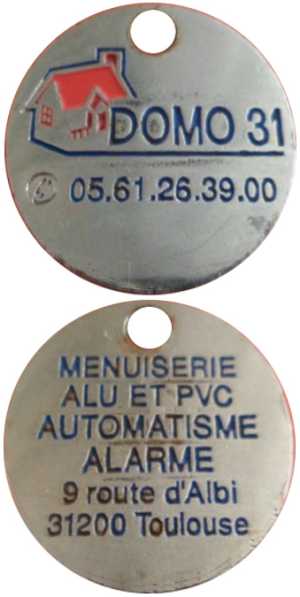 DOMO 31
05.61.26.39.00
MENUISERIE
ALU ET PVC
AUTOMATISME
ALARME
9 route d'Albi
31200 Toulouse